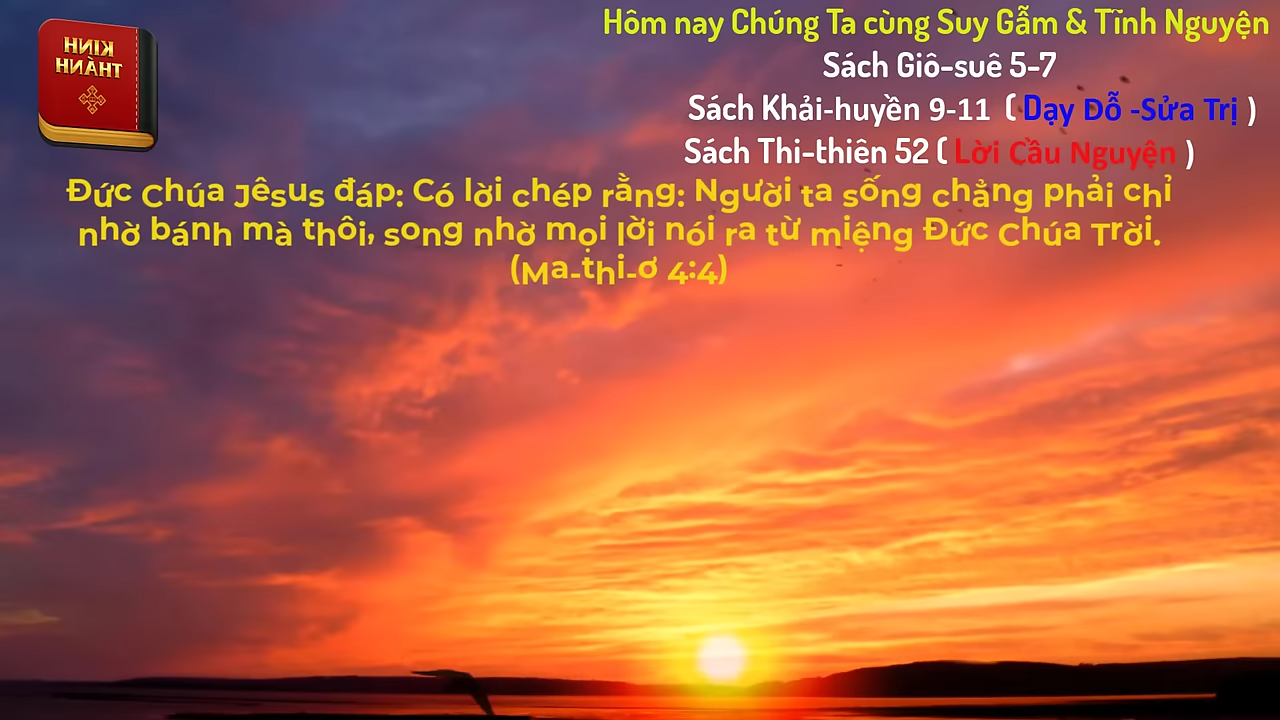 KINH
THÀNH
Hôm nay Chúng Ta cùng Suy Gẫm & Tĩnh Nguyện
Sách Giô-suê 5-7
Sách Khải-huyền 9-11 ( Dạy Đỗ -Sửa Trị )
Sách Thi-thiên 52 ( Lời Cầu Nguyện )
Đức Chúa Jêsus đáp: Có lời chép rằng: Người ta sống chẳng phải chỉ
nhờ bánh mà thôi, song nhờ mọi lời nói ra từ miệng Đức Chúa Trời.
(Ma-thi-ơ 4:4)